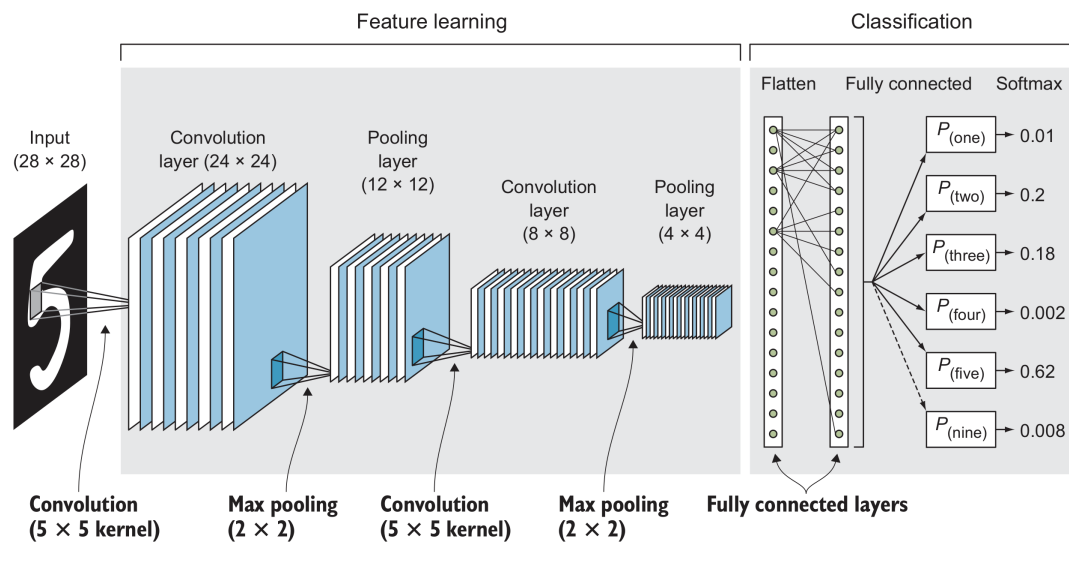 Feature learning
Classification
Input
(28 × 28)
Convolution
layer (24 × 24)
Pooling
layer
(12 × 12)
Convolution
layer
(8 × 8)
Pooling
layer
(4 × 4)
Flatten
Fully connected
Softmax
P(one) 0.01
P(two) 0.2
P(three) 0.18
P(four) 0.002
P(five) 0.62
P(nine) 0.008
5
Convolution
(5 × 5 kernel)
Max pooling
(2 × 2)
Convolution
(5 × 5 kernel)
Max pooling
(2 × 2)
Fully connected layers